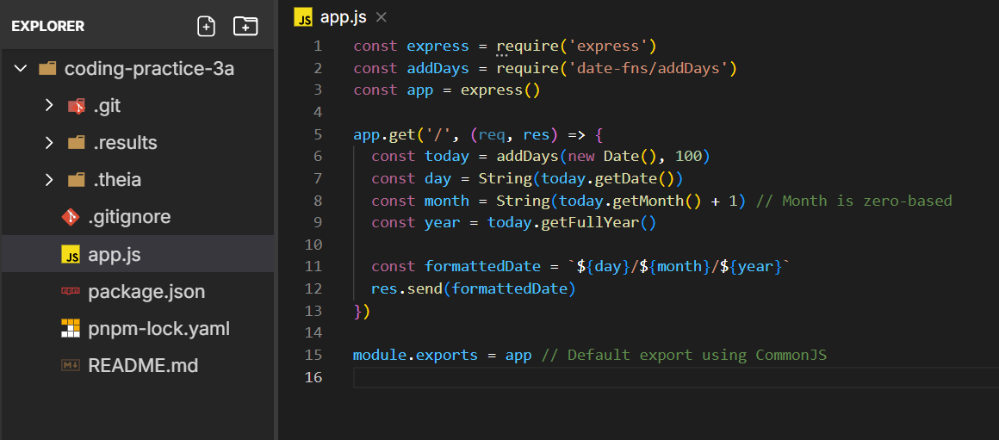 EXPLORER
coding-practice-3a
.git
.results
.theia
.gitignore
JS app.js
package.json
pnpm-lock.yaml
README.md
JS app.js ×
1 const express = require('express')
2 const addDays = require('date-fns/addDays')
3 const app = express()
4
5 app.get('/', (req, res) => {
6   const today = addDays(new Date(), 100)
7   const day = String(today.getDate())
8   const month = String(today.getMonth() + 1) // Month is zero-based
9   const year = today.getFullYear()
10
11   const formattedDate = `${day}/${month}/${year}`
12   res.send(formattedDate)
13 })
14
15 module.exports = app // Default export using CommonJS
16